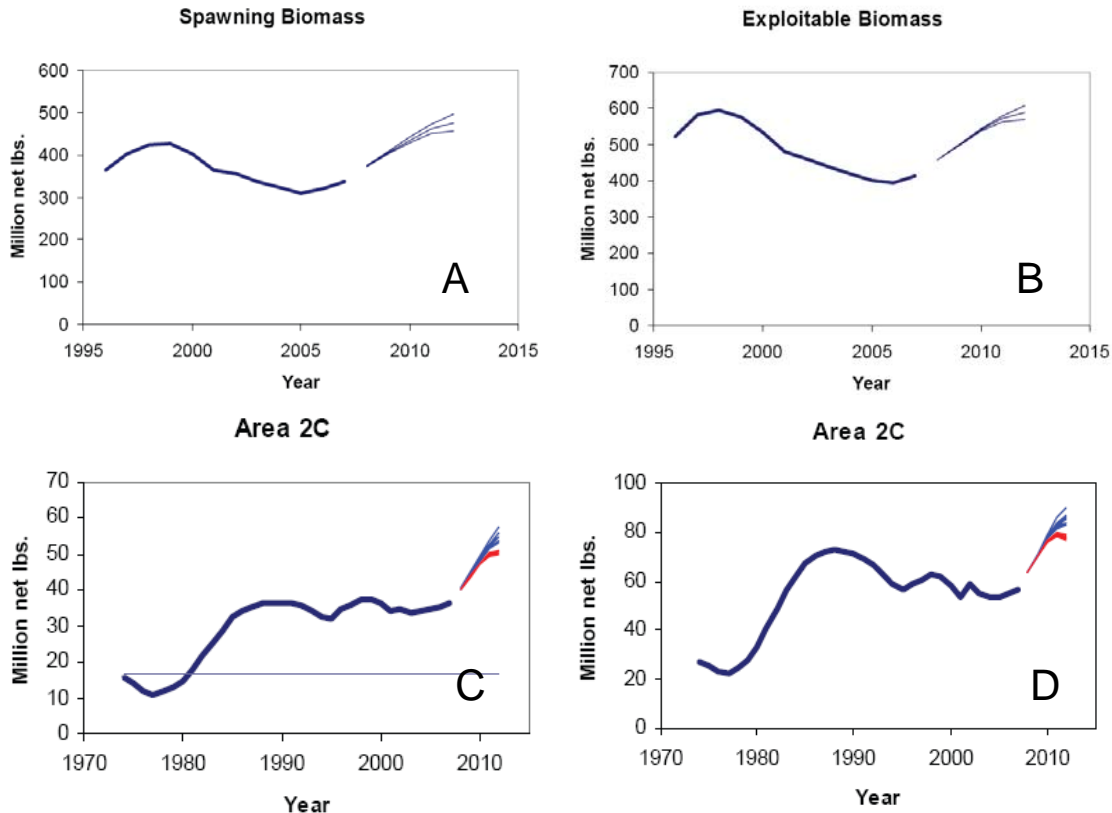 Spawning Biomass
600
500
400
300
200
100
0
Million net lbs.
1995 2000 2005 2010 2015
Year
A
Exploitable Biomass
700
600
500
400
300
200
100
0
Million net lbs.
1995 2000 2005 2010 2015
Year
B
Area 2C
70
60
50
40
30
20
10
0
Million net lbs.
1970 1980 1990 2000 2010
Year
C
Area 2C
100
80
60
40
20
0
Million net lbs.
1970 1980 1990 2000 2010
Year
D